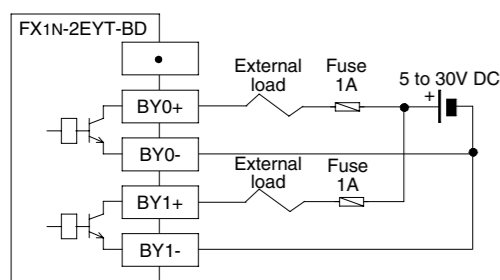 FX1N-2EYT-BD
External
load
Fuse
1A
5 to 30V DC
+
BY0+
BY0-
External
load
Fuse
1A
BY1+
BY1-